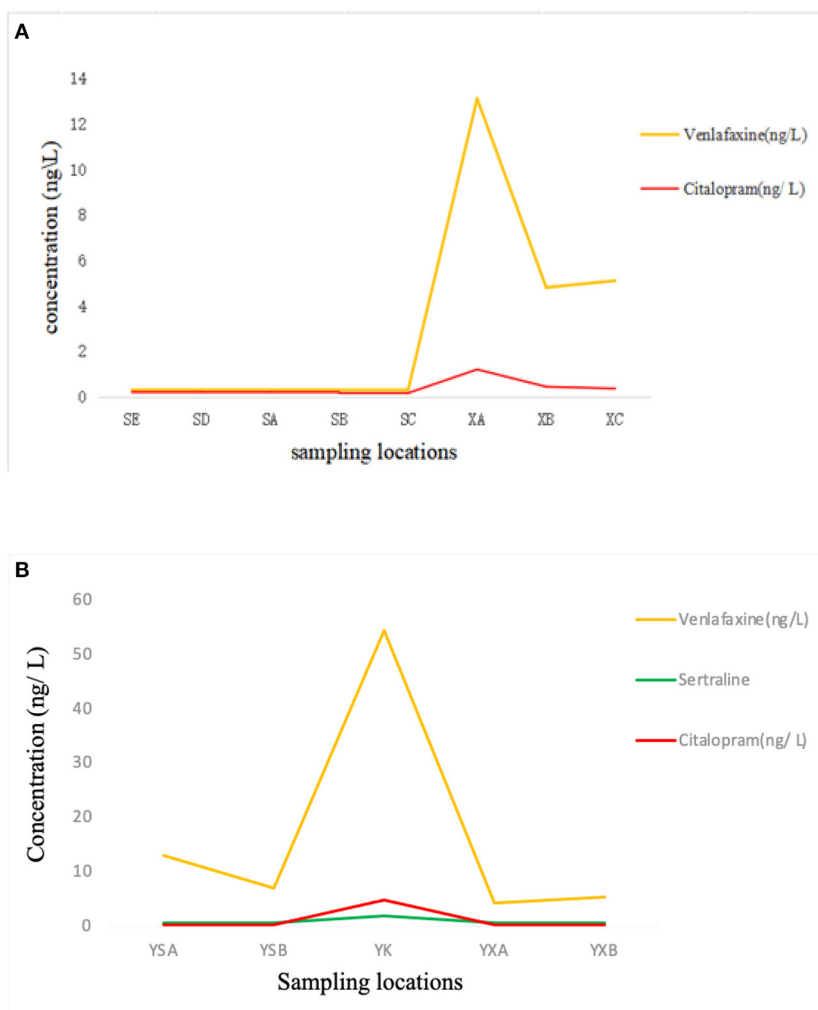 A
14
12
10
8
6
4
2
0
concentration (ng\L)
SE SD SA SB SC XA XB XC
sampling locations
Venlafaxine(ng/L)
Citalopram(ng/ L)
B
60
50
40
30
20
10
0
Concentration (ng/ L)
YSA YSB YK YXA YXB
Sampling locations
Venlafaxine(ng/L)
Sertraline
Citalopram(ng/ L)